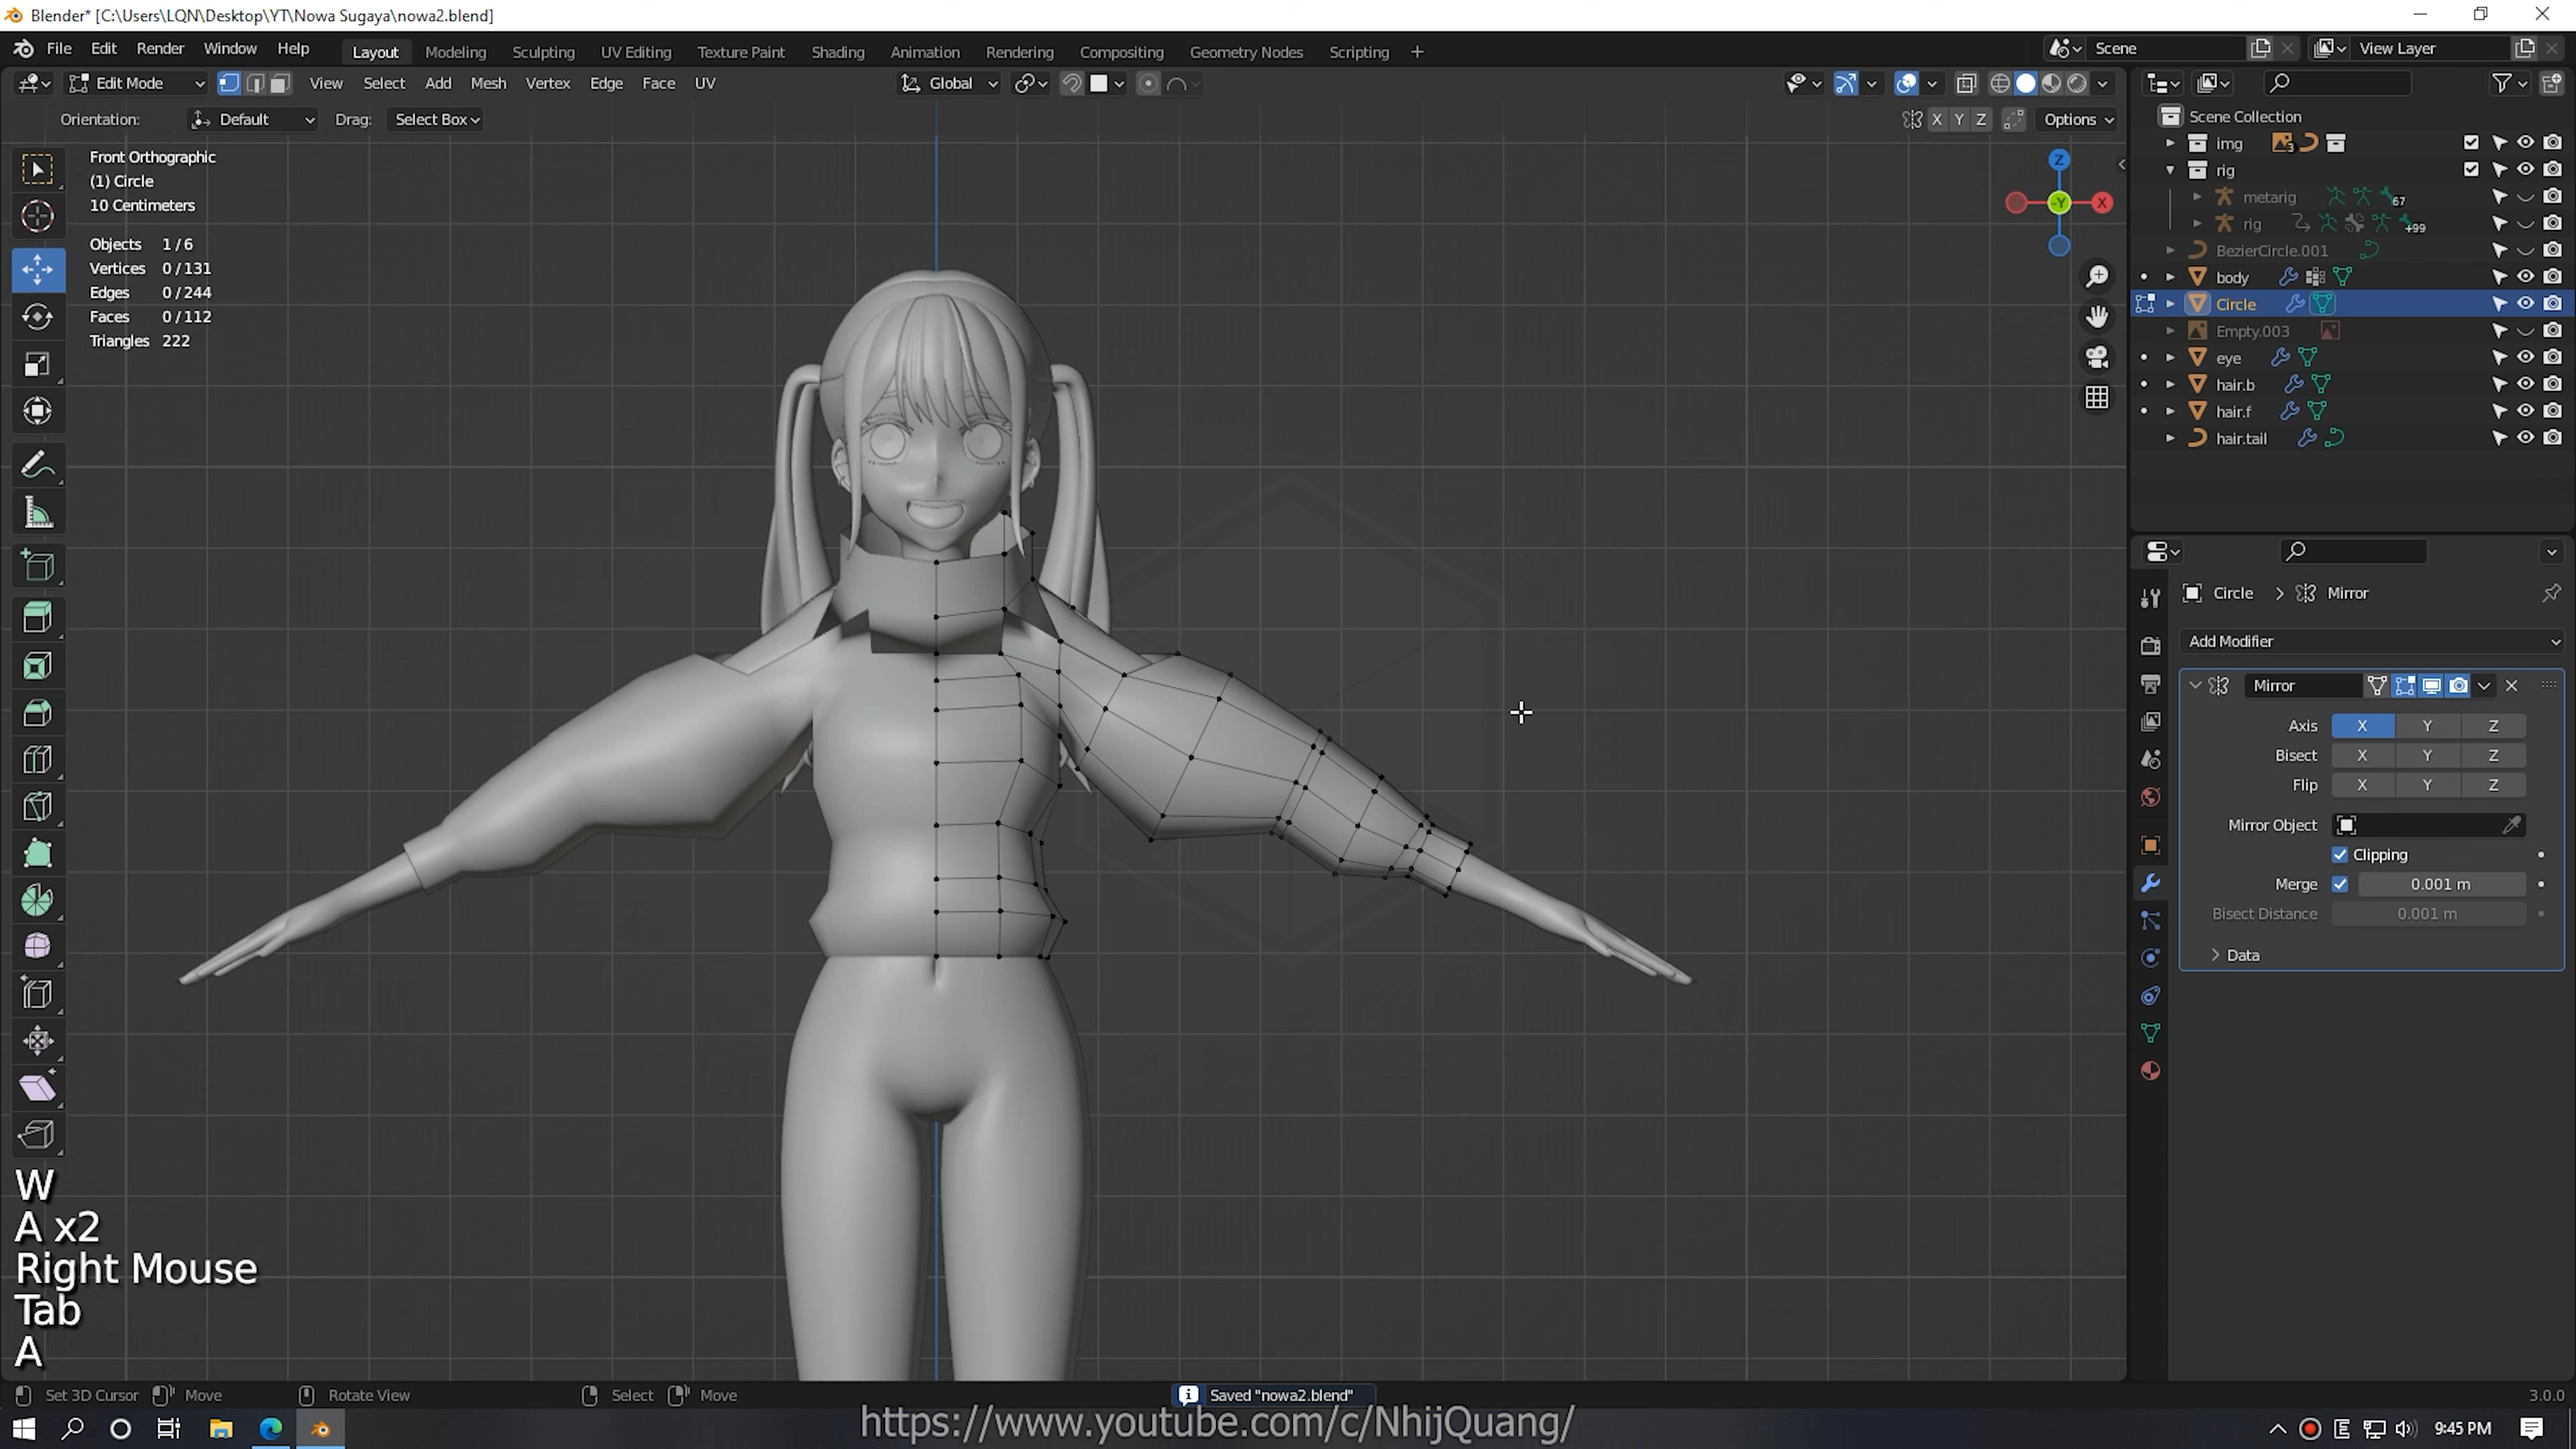 Blender* [C:\Users\LQN\Desktop\YT\Nowa Sugaya\nowa2.blend]
File Edit Render Window Help Layout Modeling Sculpting UV Editing Texture Paint Shading Animation Rendering Compositing Geometry Nodes Scripting + Scene View Layer
Edit Mode View Select Add Mesh Vertex Edge Face UV Global
Orientation: Default Drag: Select Box X Y Z Options
Front Orthographic
(1) Circle
10 Centimeters
Objects 1/6
Vertices 0/131
Edges 0/244
Faces 0/112
Triangles 222
Z
-Y
X
Scene Collection
img 3
rig
metarig 67
rig +99
BezierCircle.001
body
Circle
Empty.003
eye
hair.b
hair.f
hair.tail
Circle > Mirror
Add Modifier
Mirror
Axis X Y Z
Bisect X Y Z
Flip X Y Z
Mirror Object
Clipping
Merge 0.001 m
Bisect Distance 0.001 m
Data
W
A x2
Right Mouse
Tab
A
Set 3D Cursor Move Rotate View Select Move Saved "nowa2.blend" 3.0.0
https://www.youtube.com/c/NhijQuang/
E 9:45 PM